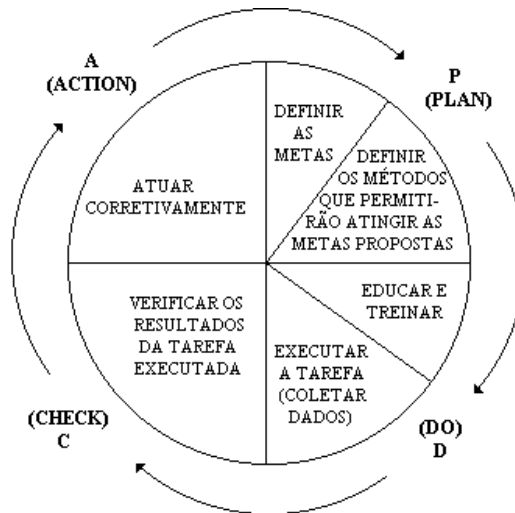 A
(ACTION)
P
(PLAN)
DEFINIR
AS
METAS
DEFINIR
OS MÉTODOS
QUE PERMITI-
RÃO ATINGIR AS
METAS PROPOSTAS
ATUAR
CORRETIVAMENTE
EDUCAR E
TREINAR
VERIFICAR OS
RESULTADOS
DA TAREFA
EXECUTADA
EXECUTAR
A TAREFA
(COLETAR
DADOS)
(CHECK)
C
(DO)
D